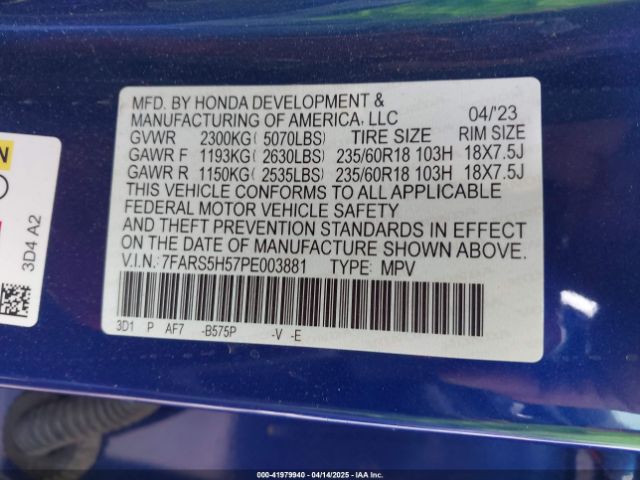 MFD. BY HONDA DEVELOPMENT &
MANUFACTURING OF AMERICA, LLC 04/'23
GVWR 2300KG ( 5070LBS) TIRE SIZE RIM SIZE
GAWR F 1193KG ( 2630LBS) 235/60R18 103H 18X7.5J
GAWR R 1150KG ( 2535LBS) 235/60R18 103H 18X7.5J
THIS VEHICLE CONFORMS TO ALL APPLICABLE
FEDERAL MOTOR VEHICLE SAFETY
AND THEFT PREVENTION STANDARDS IN EFFECT
ON THE DATE OF MANUFACTURE SHOWN ABOVE.
V.I.N.: 7FARS5H57PE003881 TYPE: MPV
3D1 P AF7 -B575P -V -E
3D4 A2
000-41979940 - 04/14/2025 - IAA Inc.